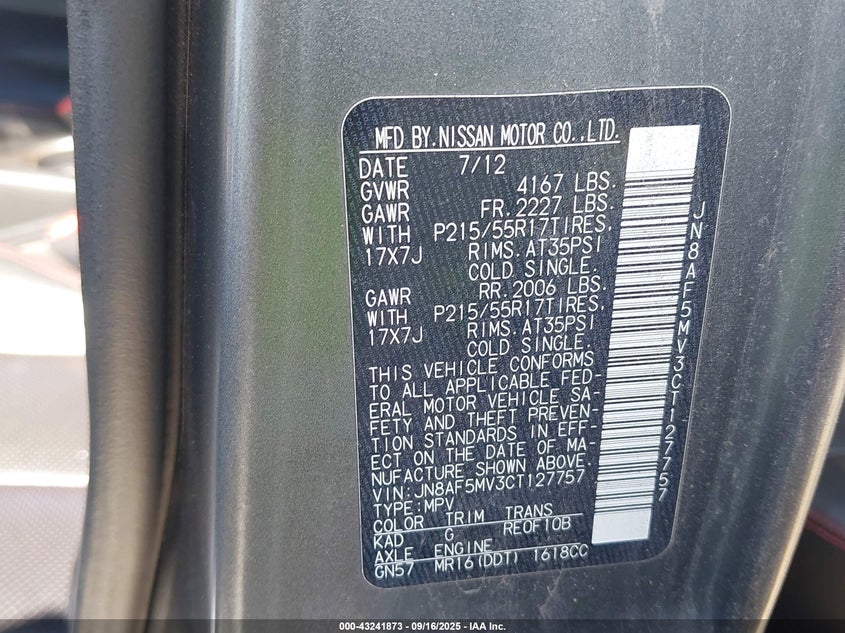 MFD BY.NISSAN MOTOR CO.,LTD.
DATE 7/12
GVWR 4167 LBS.
GAWR FR.2227 LBS.
WITH P215/55R17TIRES.
17X7J RIMS.AT35PSI
COLD SINGLE.
GAWR RR.2006 LBS.
WITH P215/55R17TIRES.
17X7J RIMS.AT35PSI
COLD SINGLE.
THIS VEHICLE CONFORMS
TO ALL APPLICABLE FED-
ERAL MOTOR VEHICLE SA-
FETY AND THEFT PREVEN-
TION STANDARDS IN EFF-
ECT ON THE DATE OF MA-
NUFACTURE SHOWN ABOVE.
VIN:JN8AF5MV3CT127757
TYPE:MPV
COLOR TRIM TRANS
KAD G RE0F10B
AXLE ENGINE
GN57 MR16(DDT) 1618CC
JN8AF5MV3CT127757
000-43241873 - 09/16/2025 - IAA Inc.